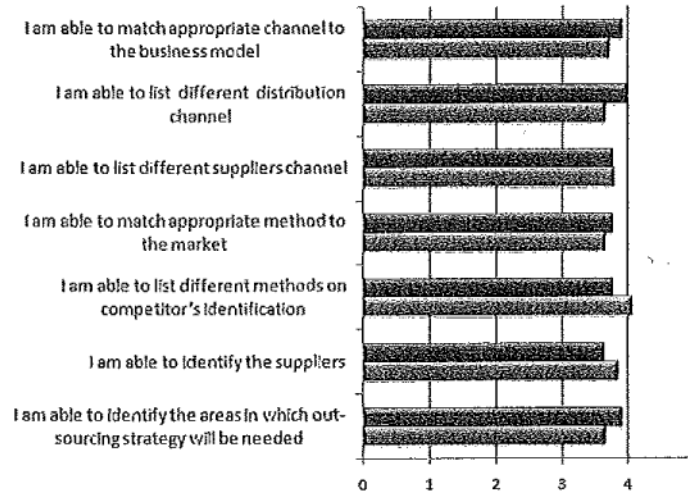 I am able to match appropriate channel to
the business model
I am able to list different distribution
channel
I am able to list different suppliers channel
I am able to match appropriate method to
the market
I am able to list different methods on
competitor's identification
I am able to identify the suppliers
I am able to identify the areas in which out-
sourcing strategy will be needed
0 1 2 3 4